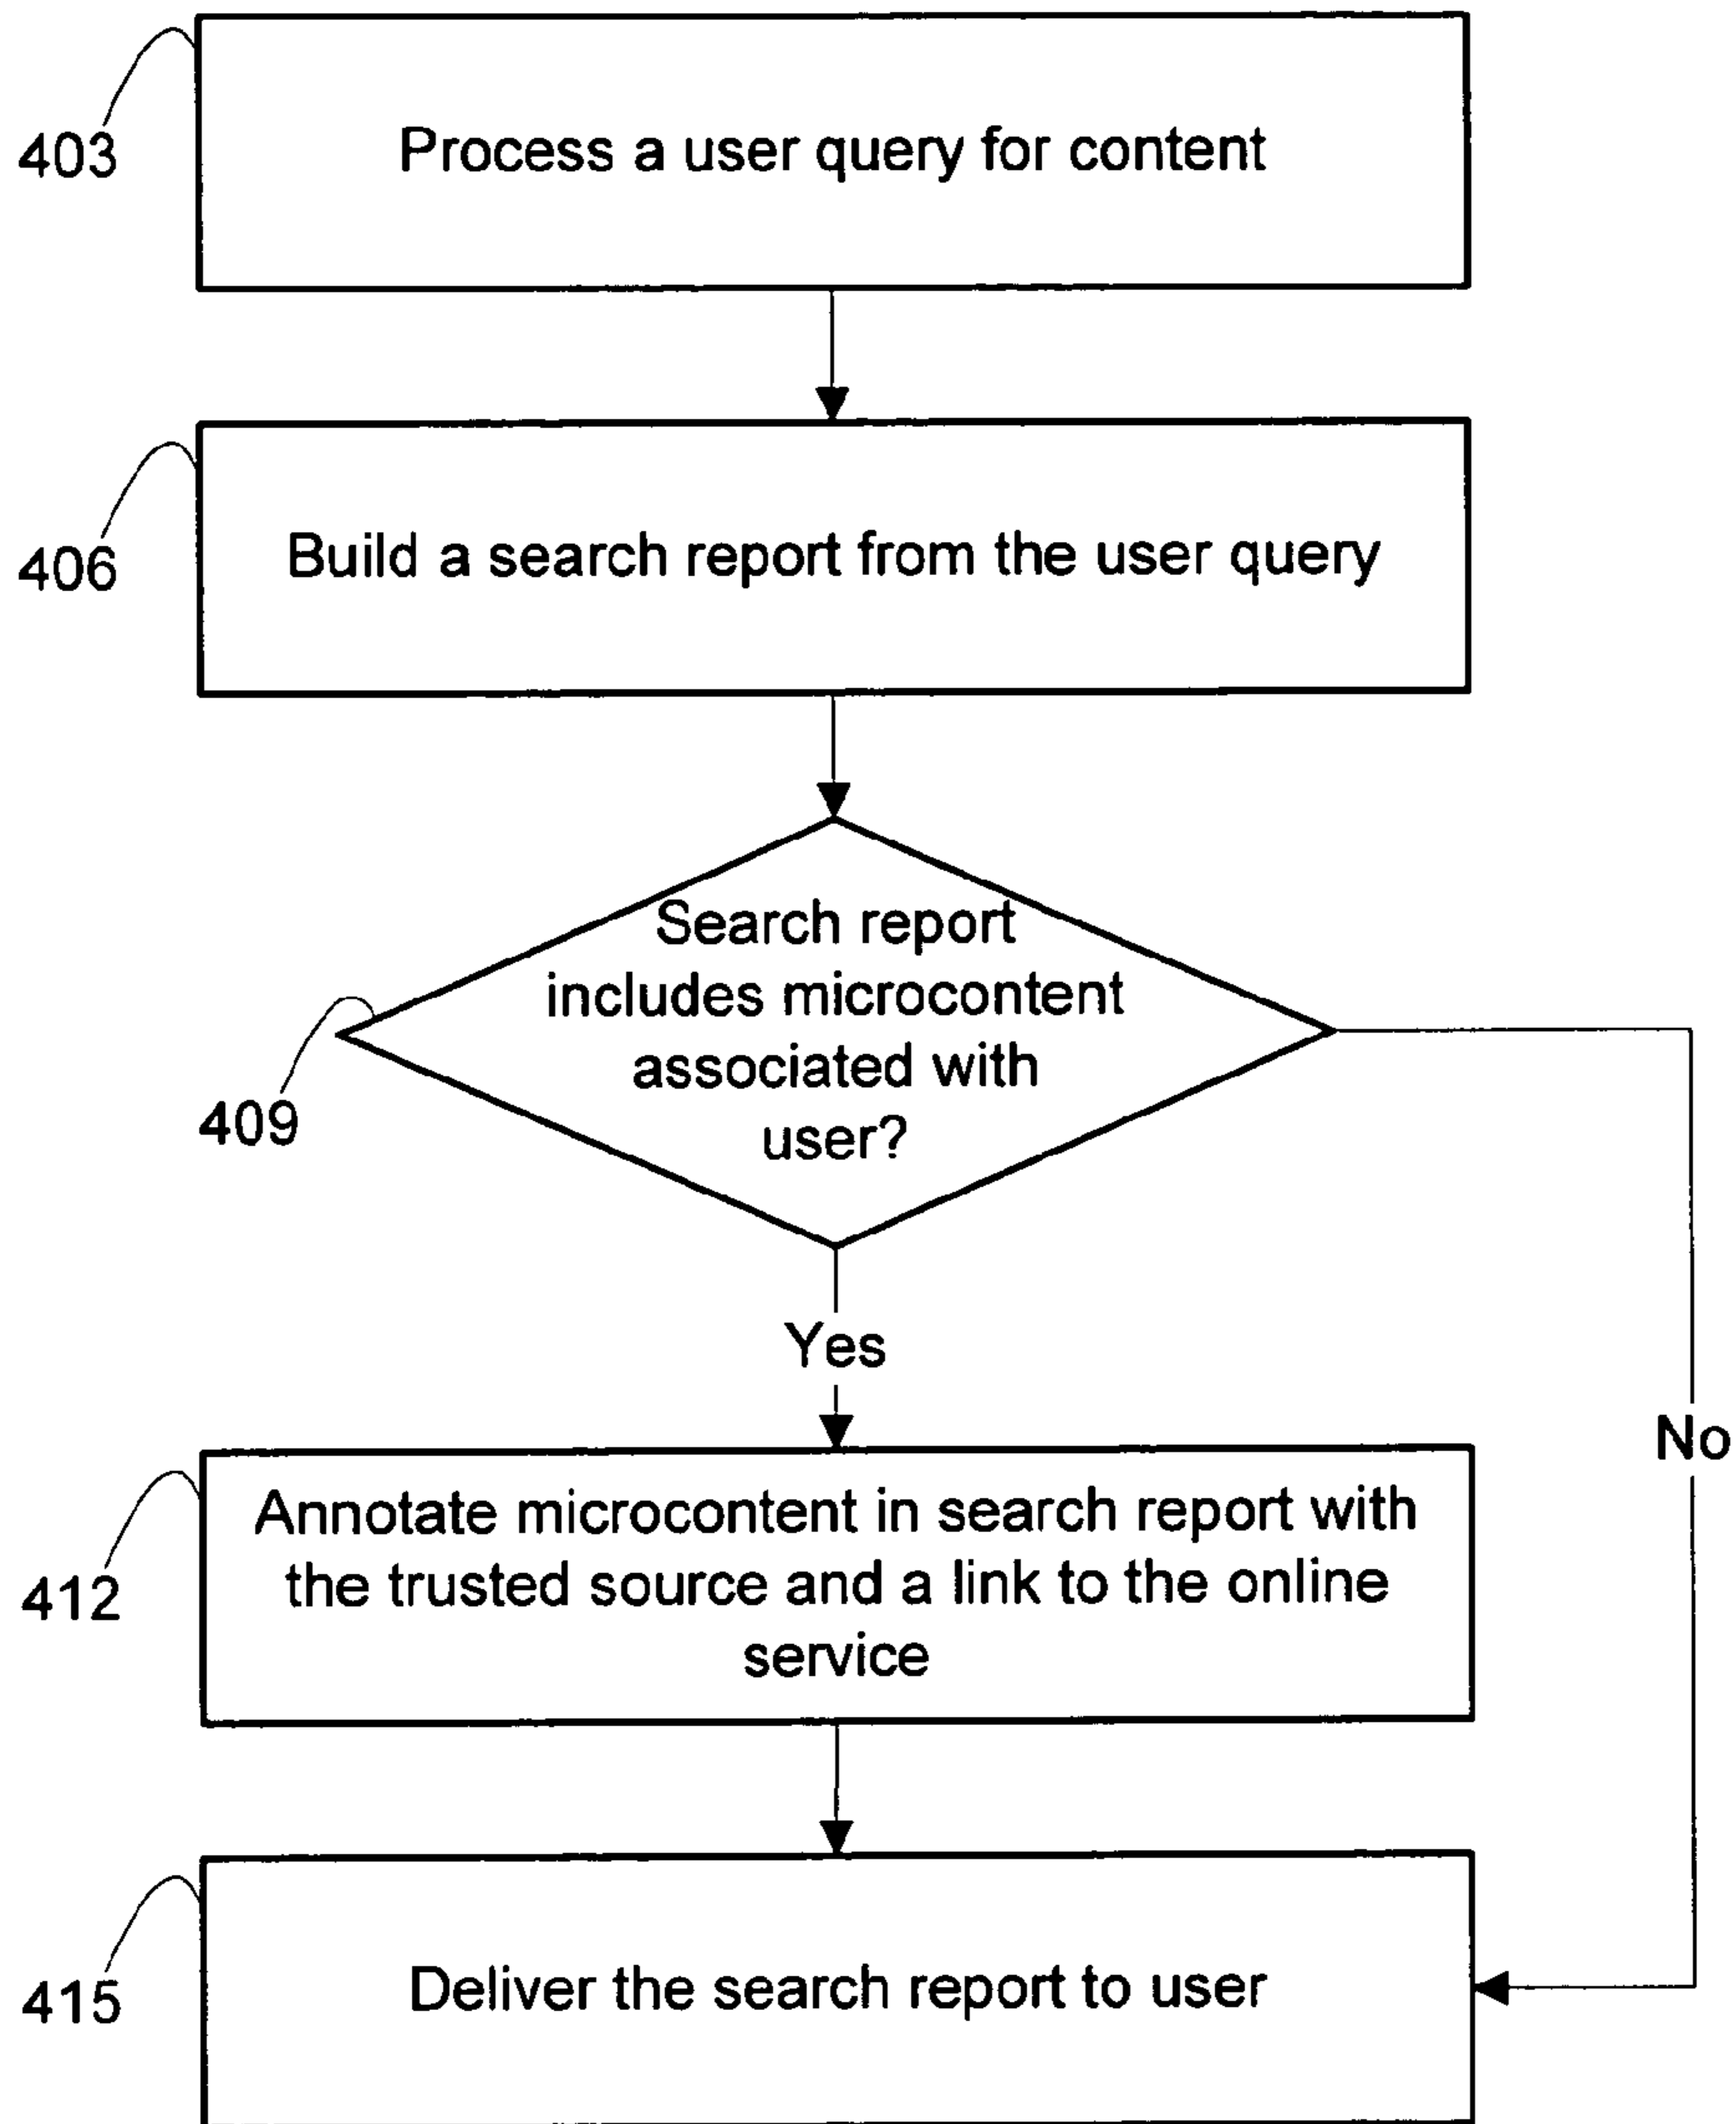 403
Process a user query for content
406
Build a search report from the user query
Search report
includes microcontent
associated with
user?
409
Yes
No
Annotate microcontent in search report with
the trusted source and a link to the online
service
412
Deliver the search report to user
415